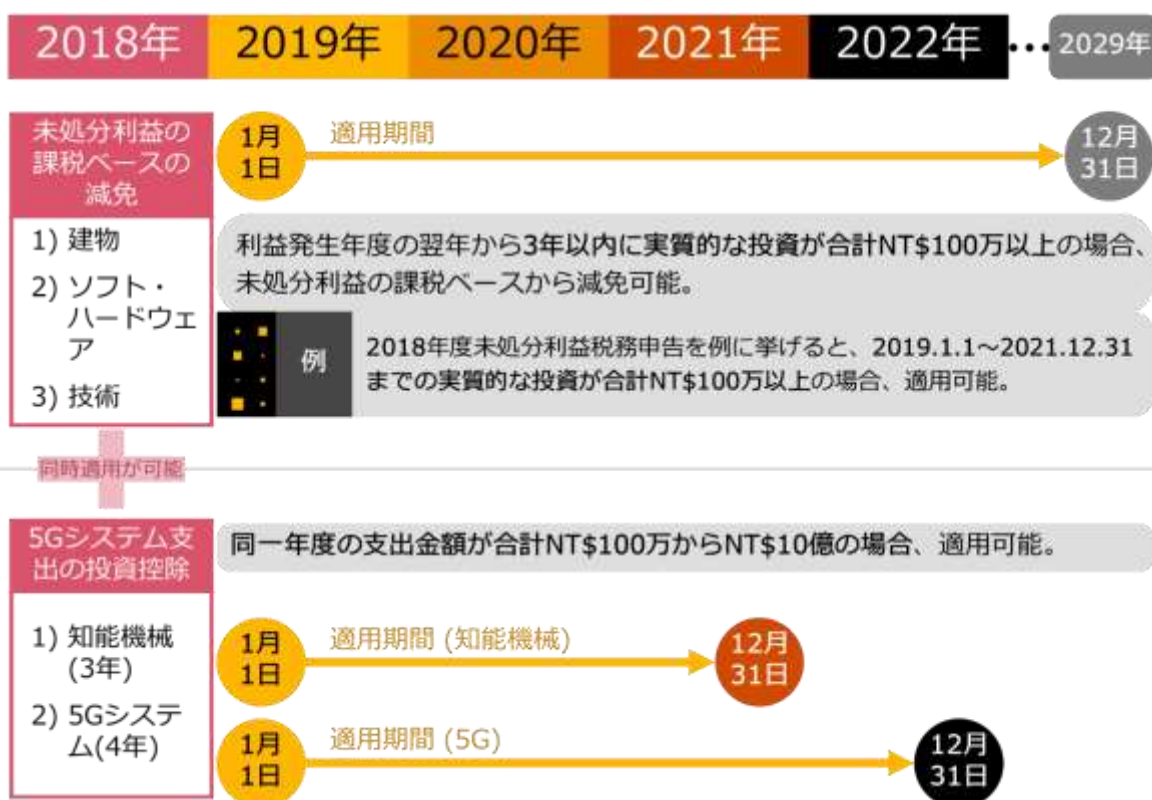 2018年 2019年 2020年 2021年 2022年 ・・・ 2029年
未処分利益の
課税ベースの
減免
1月
1日
適用期間
12月
31日
1) 建物
2) ソフト・
ハードウェ
ア
3) 技術
利益発生年度の翌年から3年以内に実質的な投資が合計NT$100万以上の場合、
未処分利益の課税ベースから減免可能。
例
2018年度未処分利益税務申告を例に挙げると、2019.1.1～2021.12.31
までの実質的な投資が合計NT$100万以上の場合、適用可能。
同時適用が可能
5Gシステム支
出の投資控除
同一年度の支出金額が合計NT$100万からNT$10億の場合、適用可能。
1) 知能機械
(3年)
2) 5Gシステ
ム(4年)
1月
1日
適用期間 (知能機械)
12月
31日
1月
1日
適用期間 (5G)
12月
31日